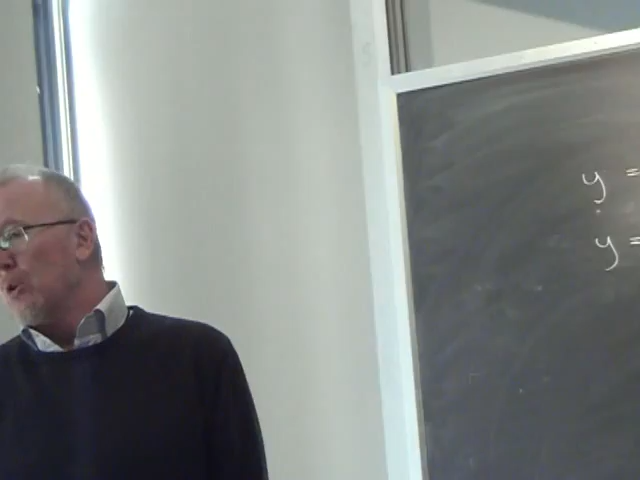 y =
y =